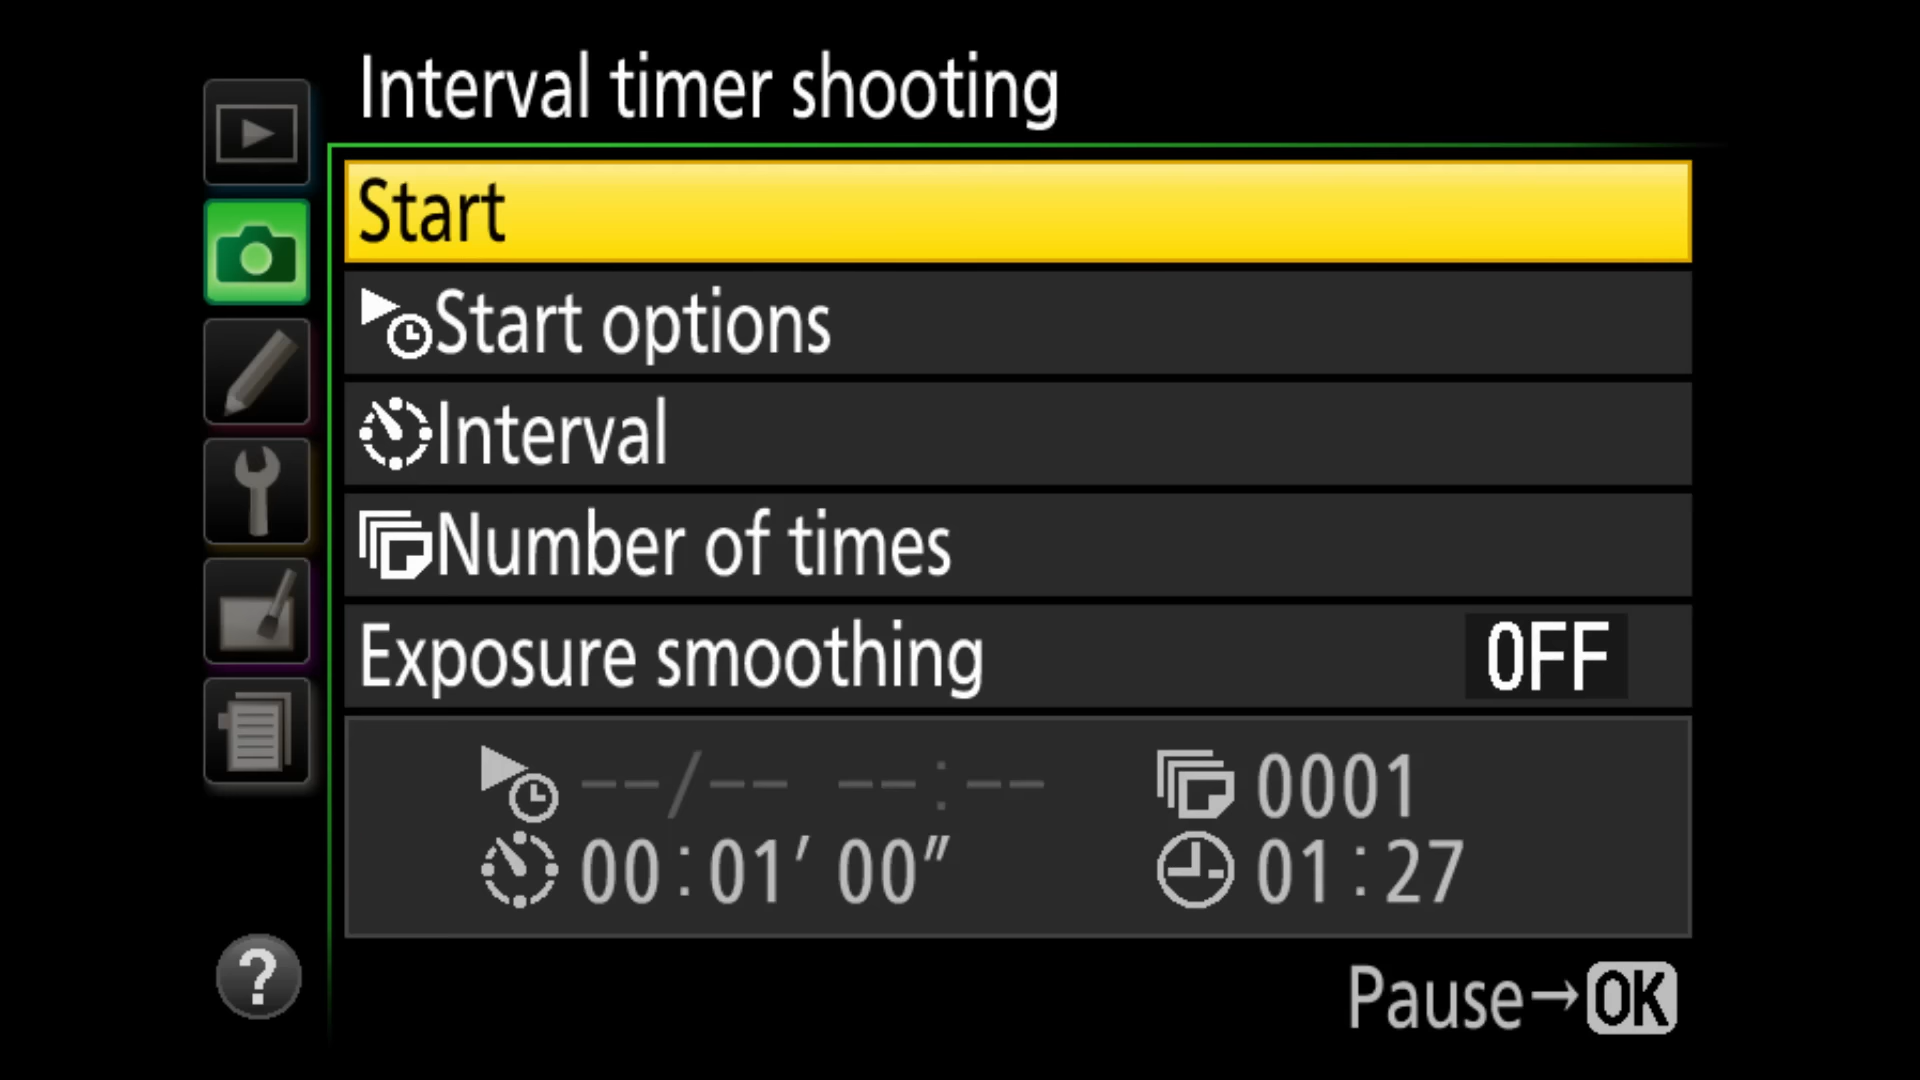 Interval timer shooting
Start
Start options
Interval
Number of times
Exposure smoothing OFF
--/-- --:-- 0001
00:01′ 00″ 01:27
? Pause→OK